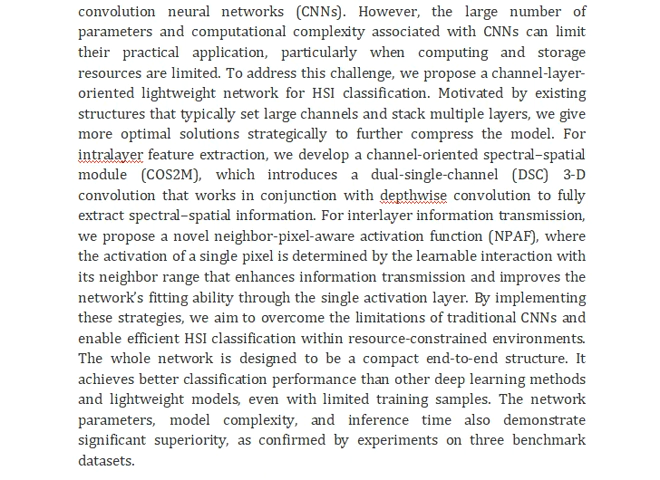 convolution neural networks (CNNs). However, the large number of
parameters and computational complexity associated with CNNs can limit
their practical application, particularly when computing and storage
resources are limited. To address this challenge, we propose a channel-layer-
oriented lightweight network for HSI classification. Motivated by existing
structures that typically set large channels and stack multiple layers, we give
more optimal solutions strategically to further compress the model. For
intralayer feature extraction, we develop a channel-oriented spectral–spatial
module (COS2M), which introduces a dual-single-channel (DSC) 3-D
convolution that works in conjunction with depthwise convolution to fully
extract spectral–spatial information. For interlayer information transmission,
we propose a novel neighbor-pixel-aware activation function (NPAF), where
the activation of a single pixel is determined by the learnable interaction with
its neighbor range that enhances information transmission and improves the
network's fitting ability through the single activation layer. By implementing
these strategies, we aim to overcome the limitations of traditional CNNs and
enable efficient HSI classification within resource-constrained environments.
The whole network is designed to be a compact end-to-end structure. It
achieves better classification performance than other deep learning methods
and lightweight models, even with limited training samples. The network
parameters, model complexity, and inference time also demonstrate
significant superiority, as confirmed by experiments on three benchmark
datasets.